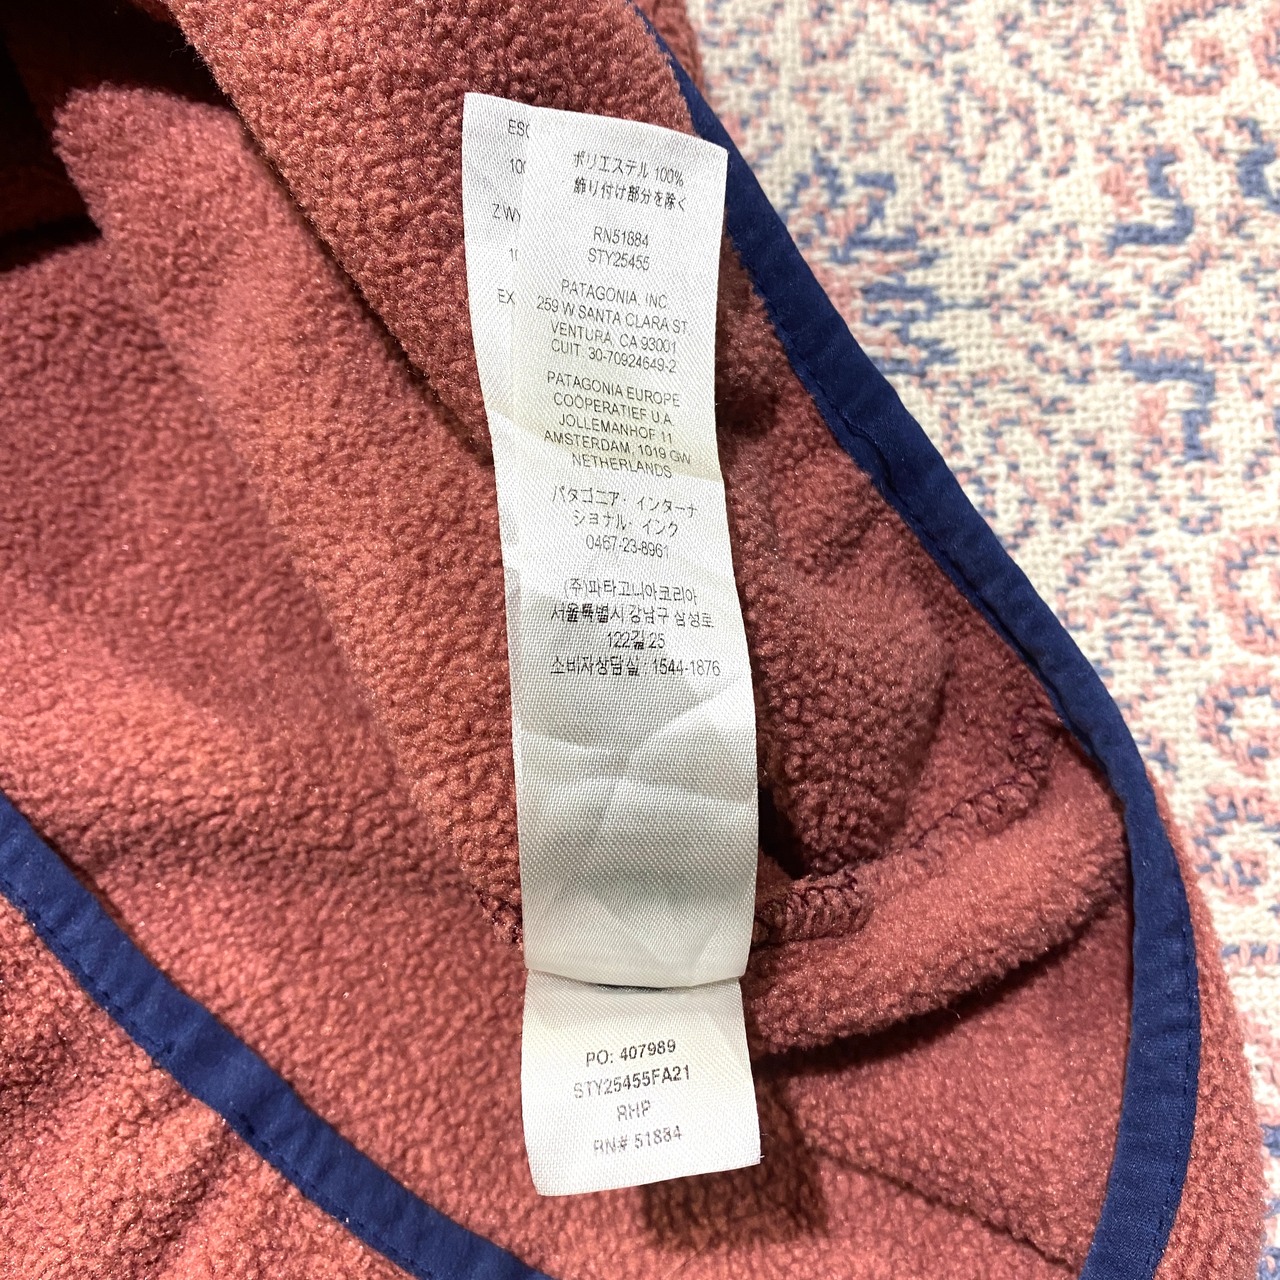 ポリエステル 100%
飾り付け部分を除く
RN51884
STY25455
PATAGONIA, INC.
259 W SANTA CLARA ST.
VENTURA, CA 93001
CUIT: 30-70924649-2
PATAGONIA EUROPE
COÖPERATIEF U.A.
JOLLEMANHOF 11
AMSTERDAM, 1019 GW
NETHERLANDS
パタゴニア・インターナ
ショナル・インク
0467-23-8961
(주)파타고니아코리아
서울특별시 강남구 삼성로
122길 25
소비자상담실 : 1544-1876
PO: 407989
STY25455FA21
RHP
RN# 51884